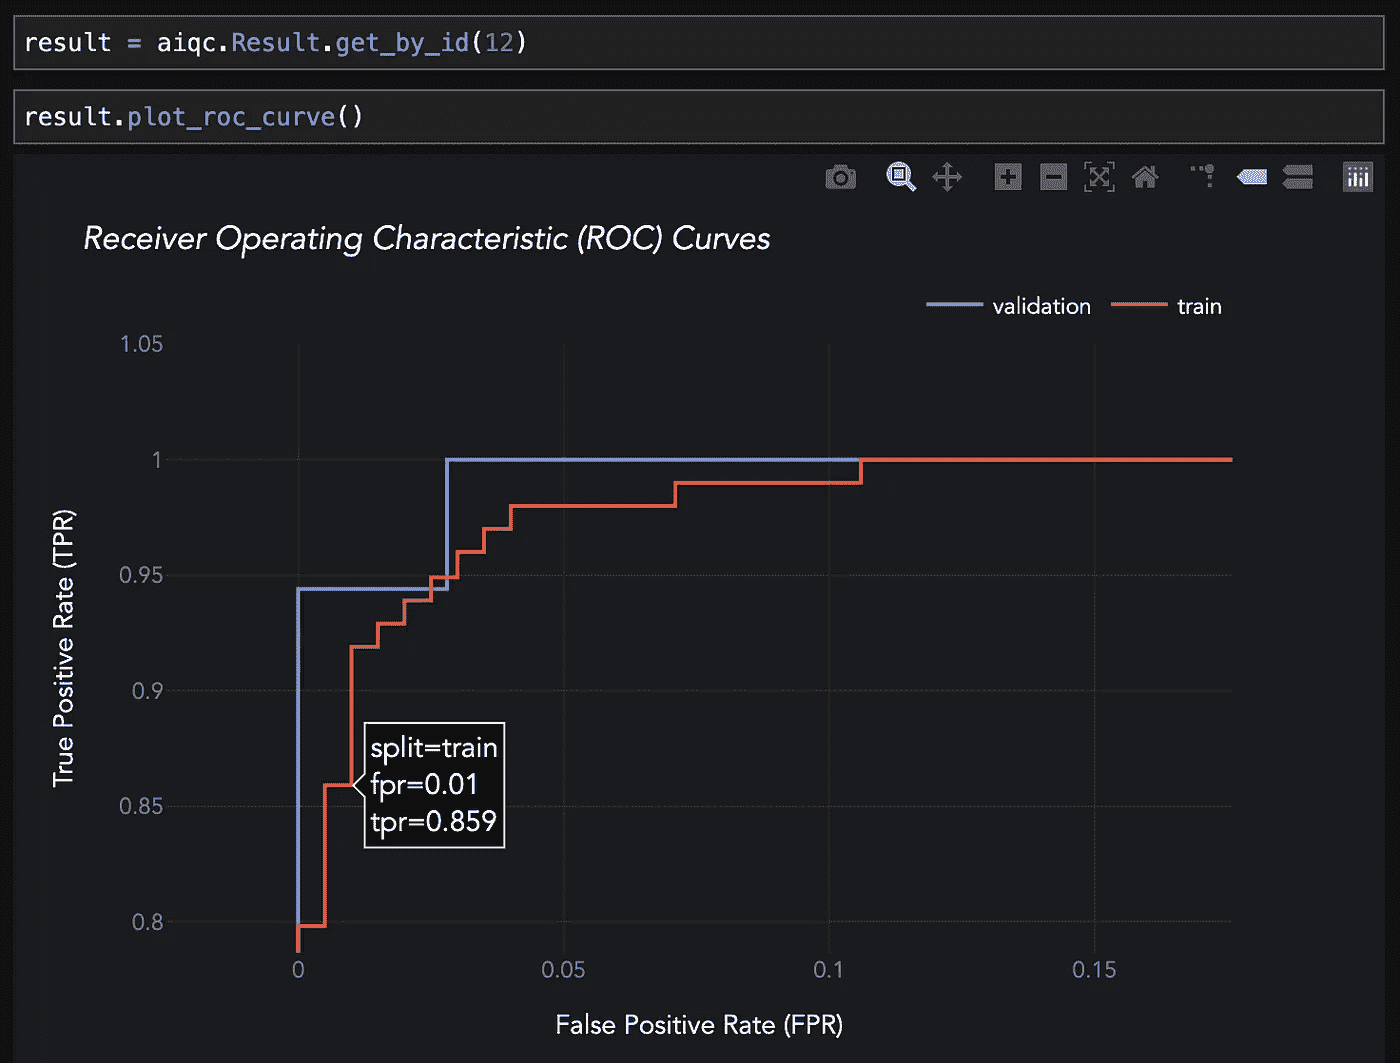 result = aiqc.Result.get_by_id(12)
result.plot_roc_curve()
Receiver Operating Characteristic (ROC) Curves
validation train
1.05
1
0.95
0.9
0.85
0.8
True Positive Rate (TPR)
split=train
fpr=0.01
tpr=0.859
0 0.05 0.1 0.15
False Positive Rate (FPR)